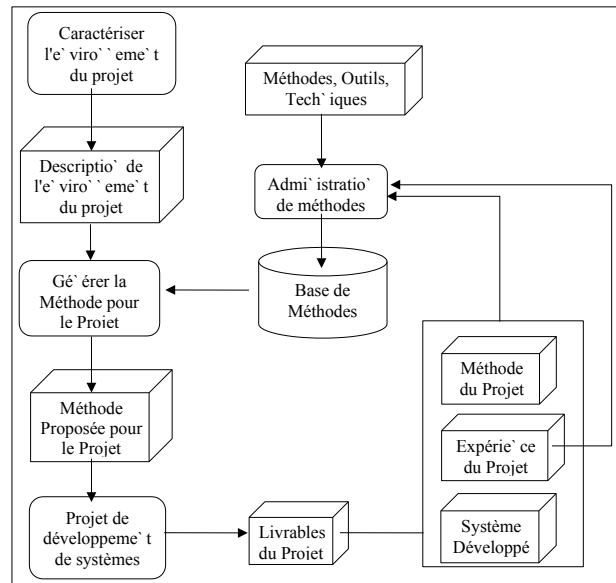 Caractériser
l'e` viro` ` eme` t
du projet
Méthodes, Outils,
Tech` iques
Descriptio` de
l'e` viro` ` eme` t
du projet
Admi` istratio`
de méthodes
Gé` érer la
Méthode pour
le Projet
Base de
Méthodes
Méthode
du Projet
Méthode
Proposée pour
le Projet
Expérie` ce
du Projet
Projet de
développeme` t
de systèmes
Livrables
du Projet
Système
Développé